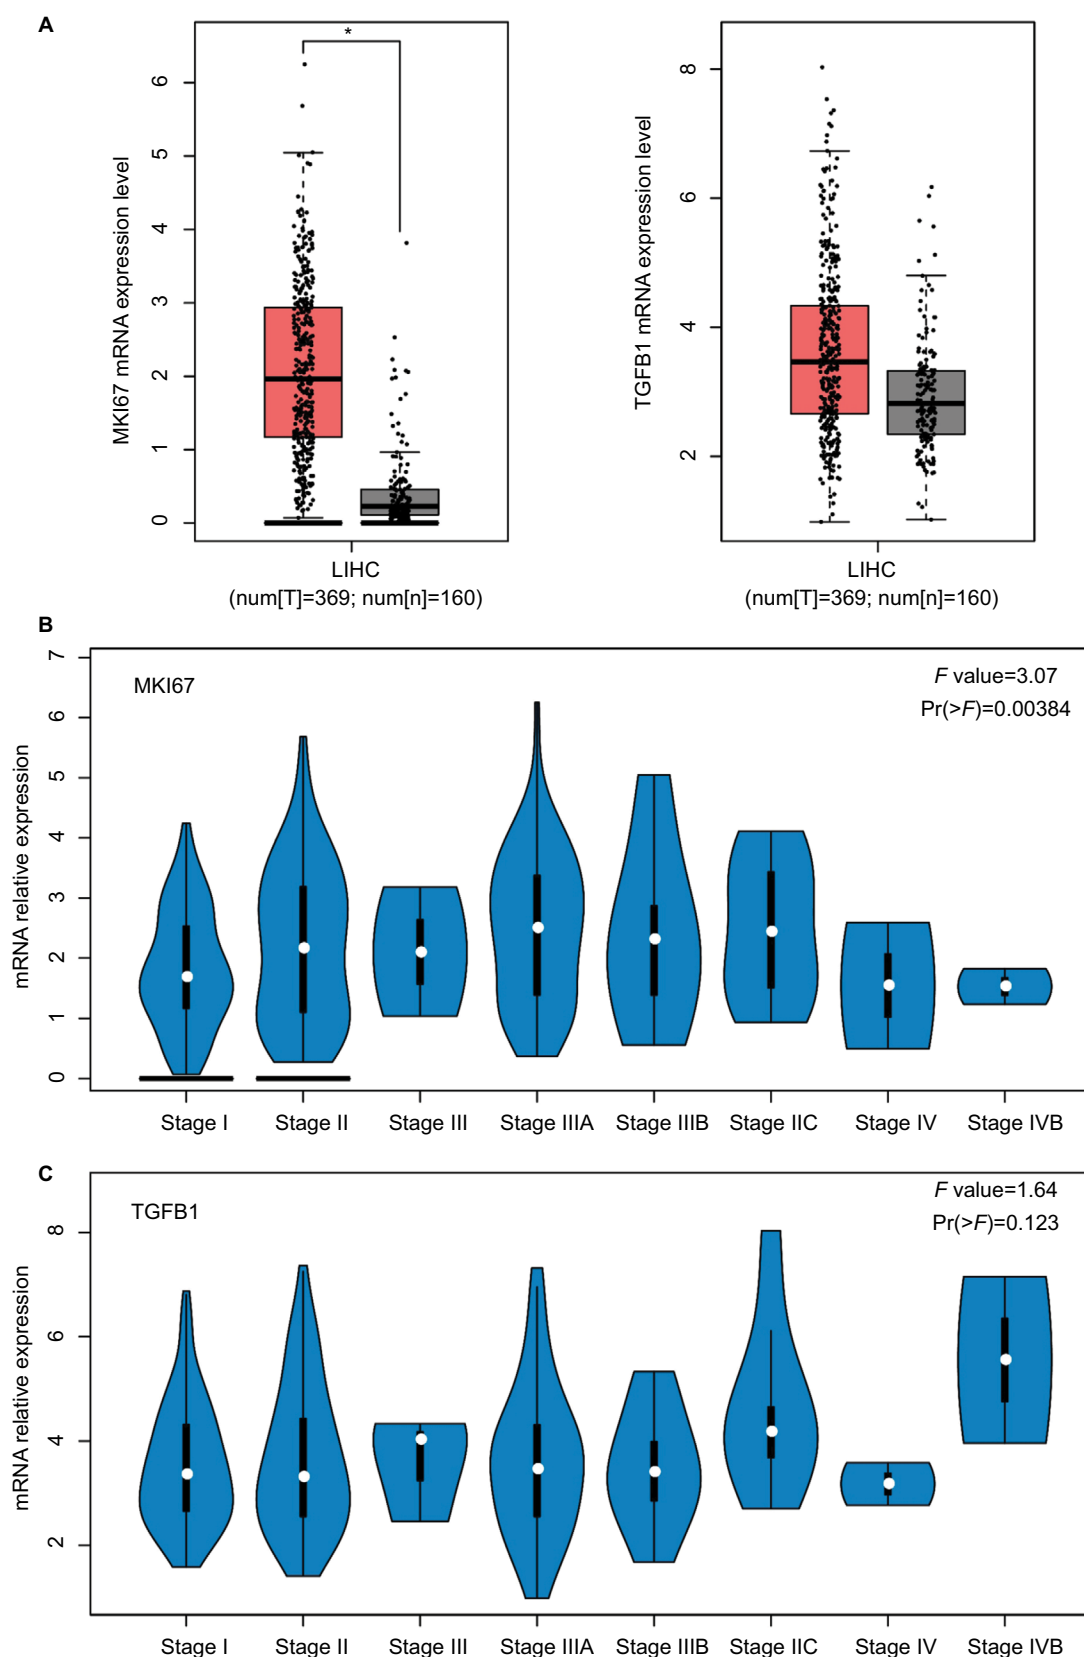 A
*
MKI67 mRNA expression level
6
5
4
3
2
1
0
LIHC
(num[T]=369; num[n]=160)
TGFB1 mRNA expression level
8
6
4
2
LIHC
(num[T]=369; num[n]=160)
B
MKI67
F value=3.07
Pr(>F)=0.00384
mRNA relative expression
7
6
5
4
3
2
1
0
Stage I Stage II Stage III Stage IIIA Stage IIIB Stage IIC Stage IV Stage IVB
C
TGFB1
F value=1.64
Pr(>F)=0.123
mRNA relative expression
8
6
4
2
Stage I Stage II Stage III Stage IIIA Stage IIIB Stage IIC Stage IV Stage IVB